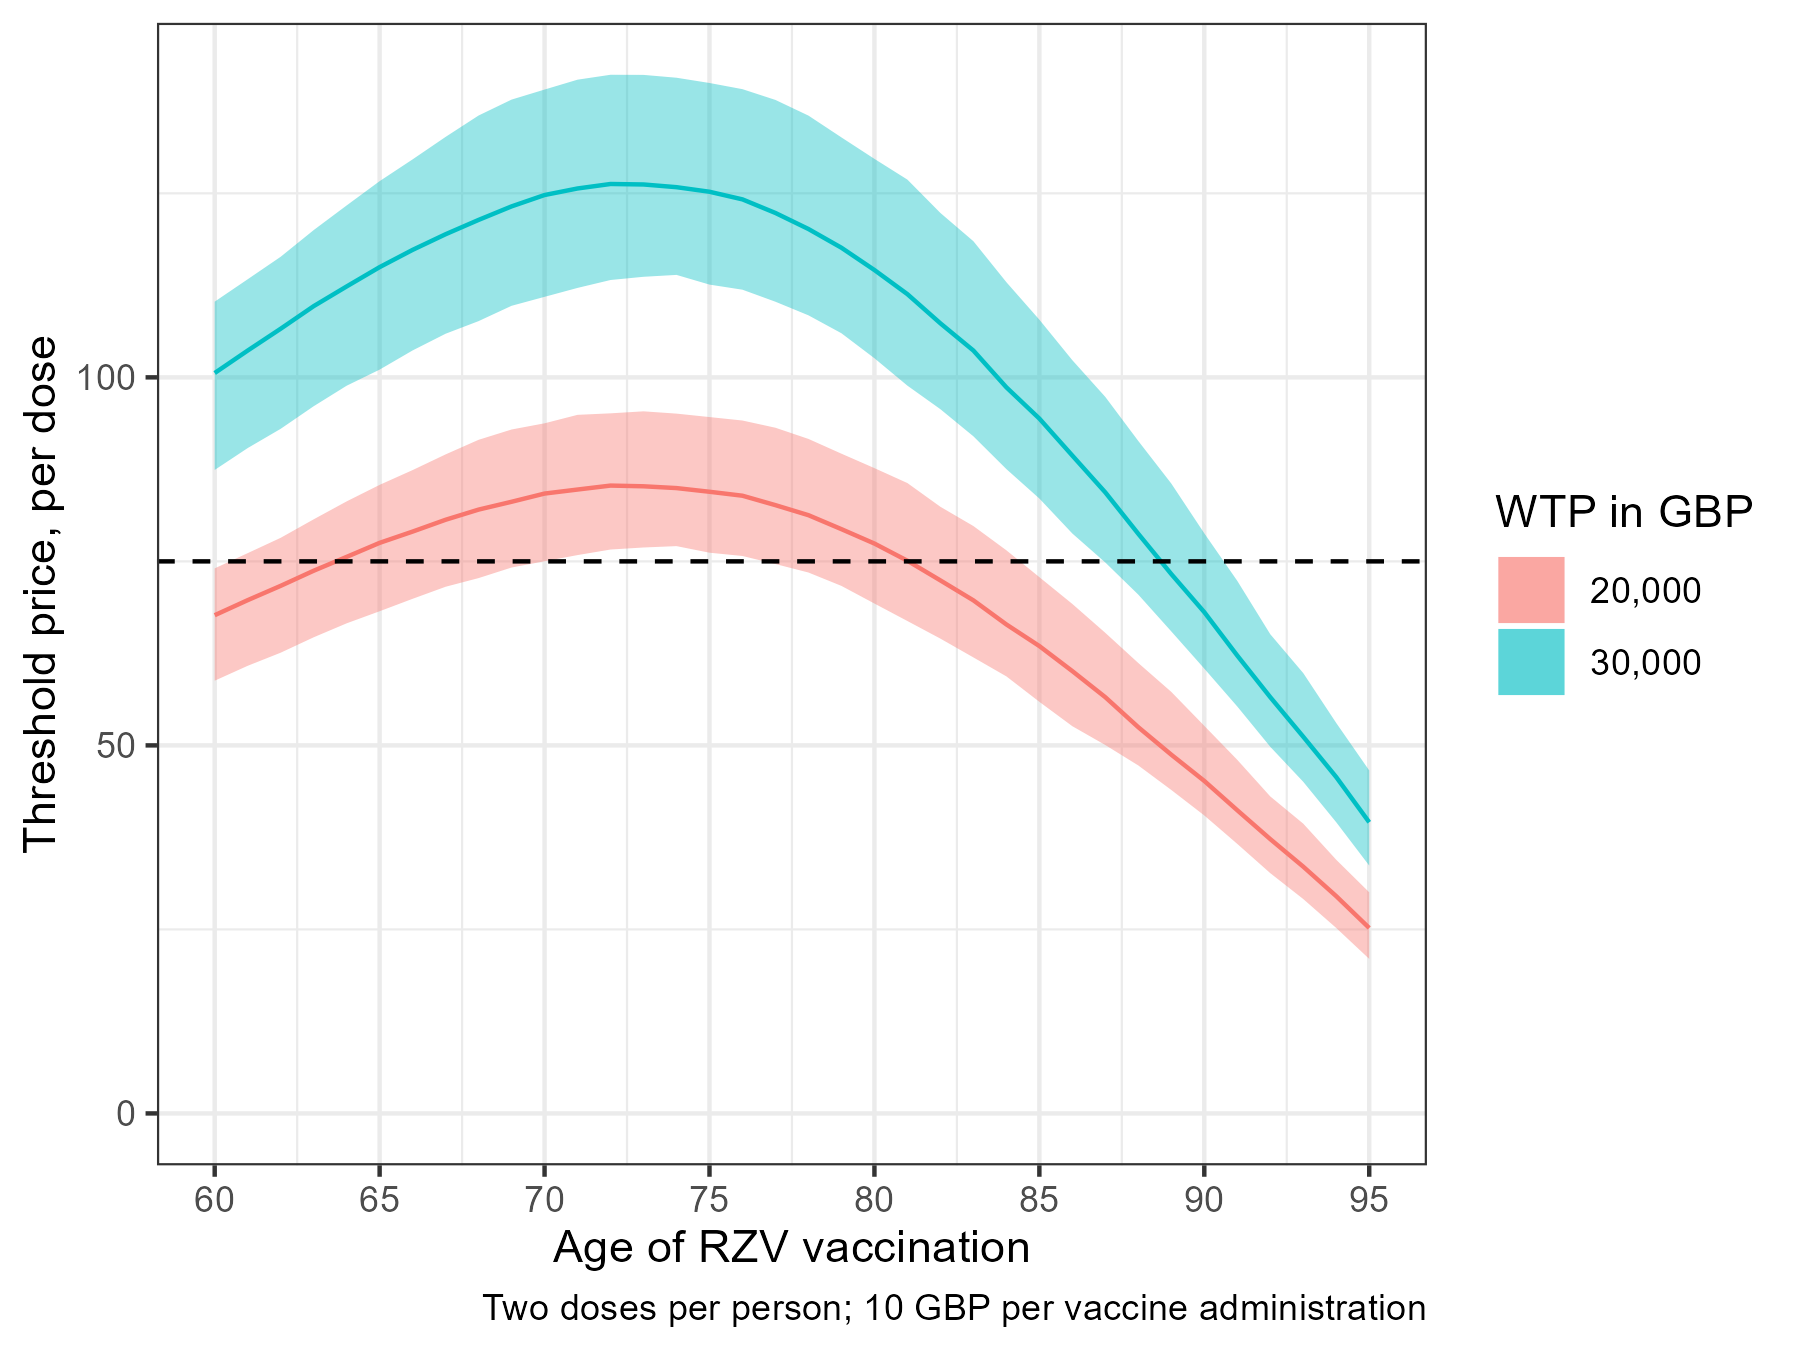 Threshold price, per dose
100
50
0
60 65 70 75 80 85 90 95
Age of RZV vaccination
Two doses per person; 10 GBP per vaccine administration
WTP in GBP
20,000
30,000